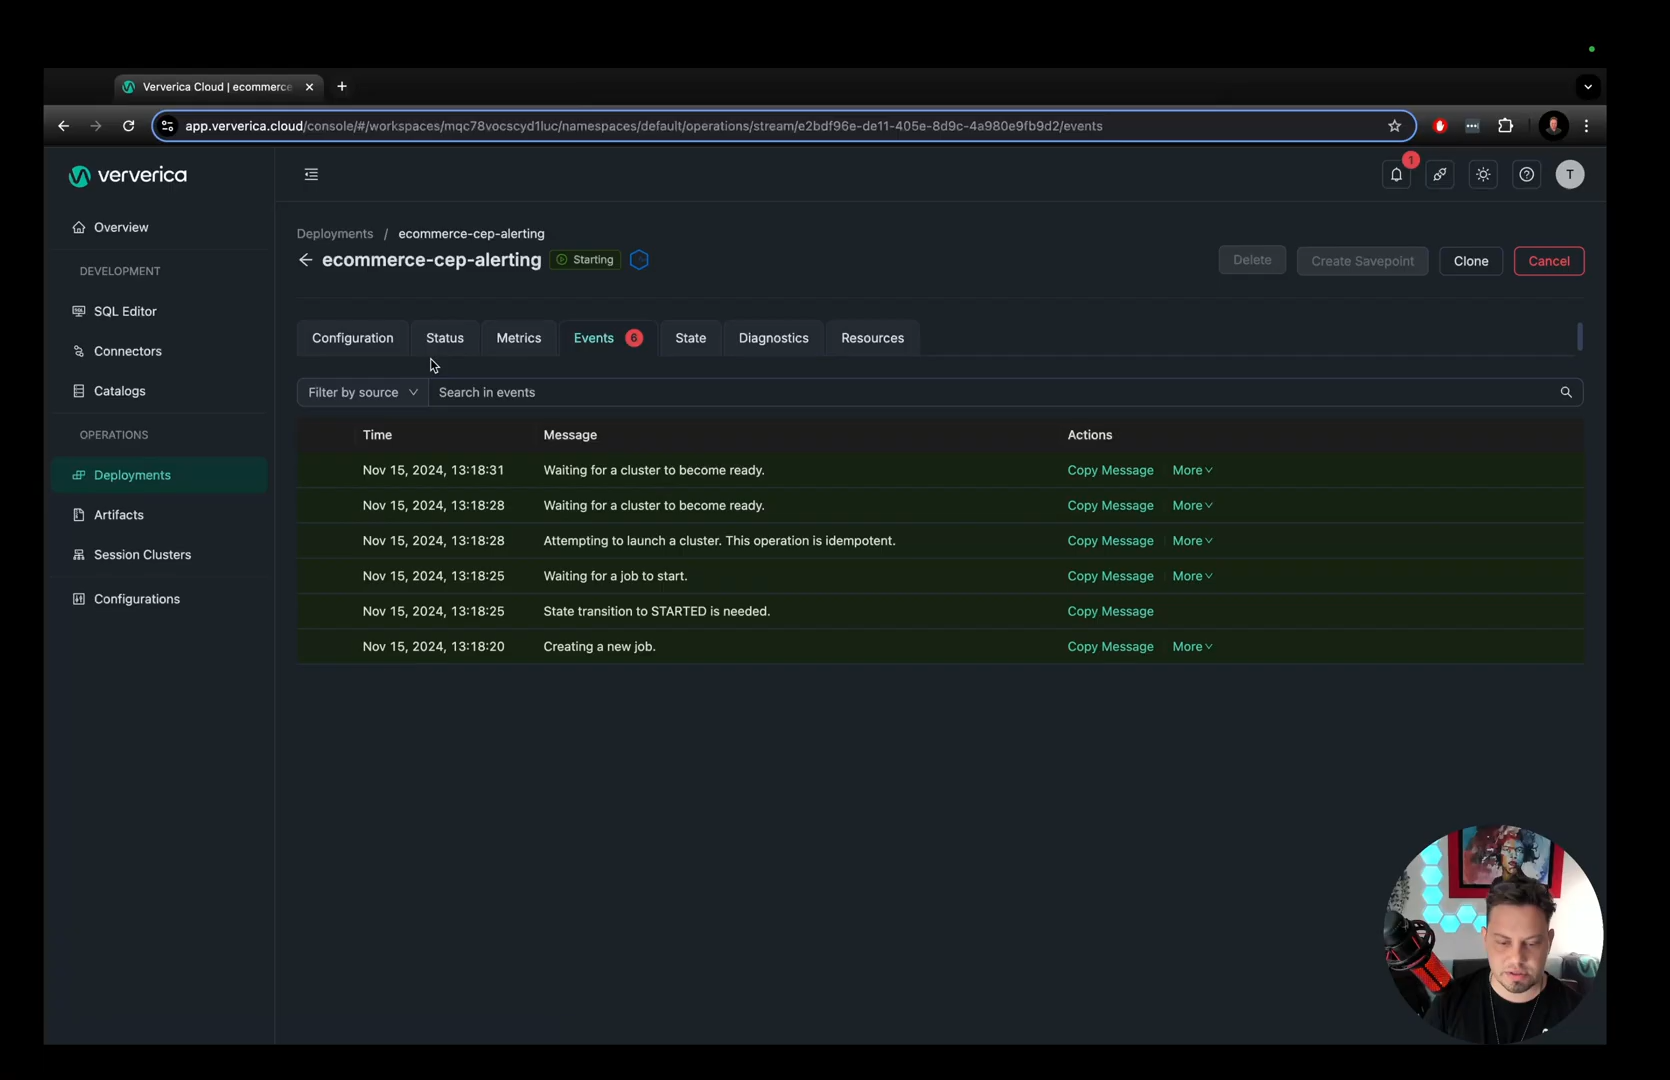 Ververica Cloud | ecommerce
app.ververica.cloud/console/#/workspaces/mqc78vocscyd1luc/namespaces/default/operations/stream/e2bdf96e-de11-405e-8d9c-4a980e9fb9d2/events
ververica
1
T
Overview
DEVELOPMENT
SQL Editor
Connectors
Catalogs
OPERATIONS
Deployments
Artifacts
Session Clusters
Configurations
Deployments / ecommerce-cep-alerting
ecommerce-cep-alerting Starting
Delete Create Savepoint Clone Cancel
Configuration Status Metrics Events 6 State Diagnostics Resources
Filter by source Search in events
Time Message Actions
Nov 15, 2024, 13:18:31 Waiting for a cluster to become ready. Copy Message More
Nov 15, 2024, 13:18:28 Waiting for a cluster to become ready. Copy Message More
Nov 15, 2024, 13:18:28 Attempting to launch a cluster. This operation is idempotent. Copy Message More
Nov 15, 2024, 13:18:25 Waiting for a job to start. Copy Message More
Nov 15, 2024, 13:18:25 State transition to STARTED is needed. Copy Message
Nov 15, 2024, 13:18:20 Creating a new job. Copy Message More